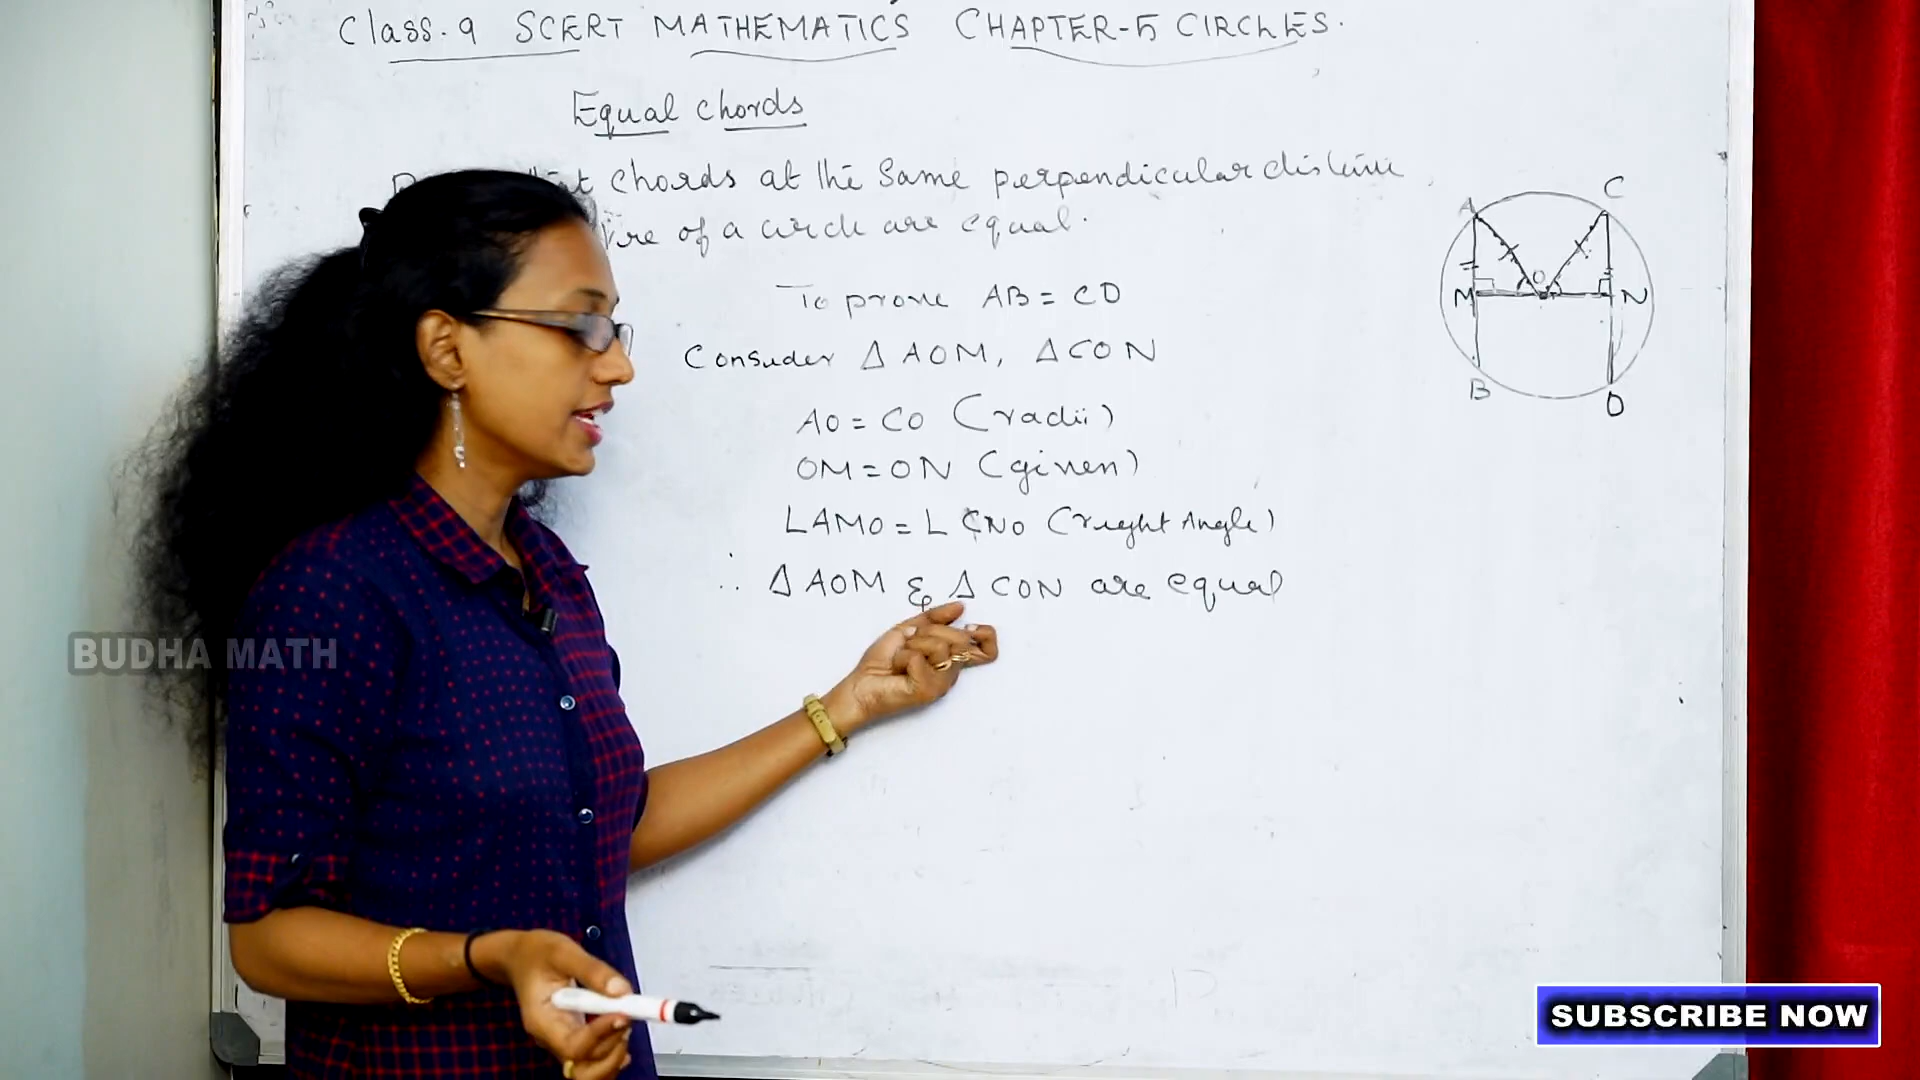 Class.9 SCERT MATHEMATICS CHAPTER-5 CIRCLES.
Equal chords
chords at the same perpendicular distance
of a circle are equal.
To prove AB = CD
Consider Δ AOM, Δ CON
AO = CO (radii)
OM = ON (given)
∟AMO = ∟CNO (right Angle)
∴ Δ AOM & Δ CON are equal
A
C
O
M
N
B
D
BUDHA MATH
SUBSCRIBE NOW